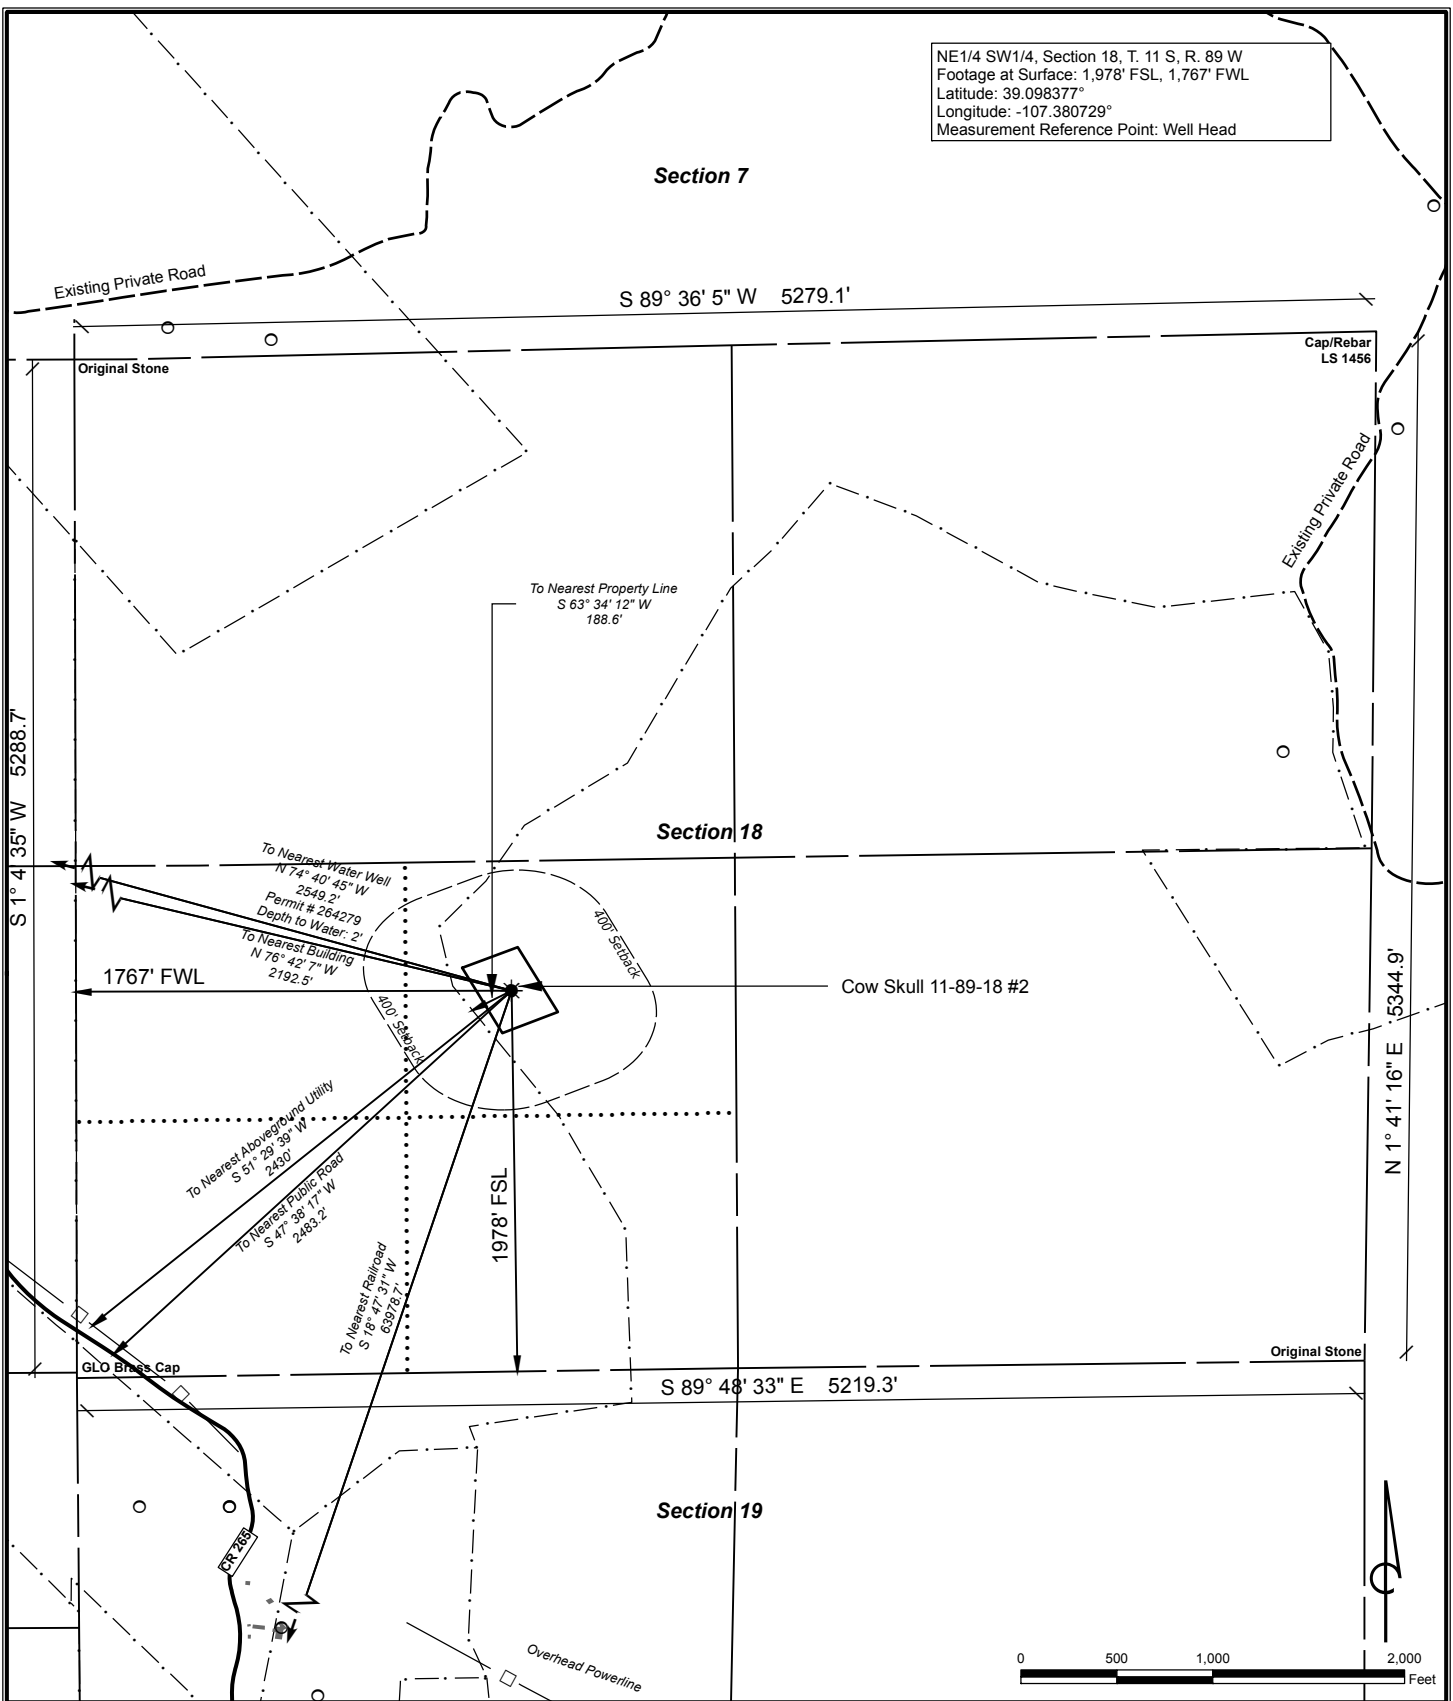 NE1/4 SW1/4, Section 18, T. 11 S, R. 89 W
Footage at Surface: 1,978' FSL, 1,767' FWL
Latitude: 39.098377°
Longitude: -107.380729°
Measurement Reference Point: Well Head
Section 7
Existing Private Road
S 89° 36' 5" W 5279.1'
Original Stone
Cap/Rebar
LS 1456
Existing Private Road
To Nearest Property Line
S 63° 34' 12" W
188.6'
S 1° 4' 35" W 5288.7'
Section 18
To Nearest Water Well
N 74° 40' 45" W
2549.2'
Permit # 264279
Depth to Water: 2'
To Nearest Building
N 76° 42' 7" W
2192.5'
400' Setback
1767' FWL
Cow Skull 11-89-18 #2
400' Setback
N 1° 41' 16" E 5344.9'
To Nearest Aboveground Utility
S 51° 29' 39" W
2430'
To Nearest Public Road
S 47° 38' 17" W
2483.2'
1978' FSL
To Nearest Railroad
S 18° 47' 31" W
63978.7'
GLO Brass Cap
Original Stone
S 89° 48' 33" E 5219.3'
Section 19
CR 265
Overhead Powerline
0 500 1,000 2,000
Feet